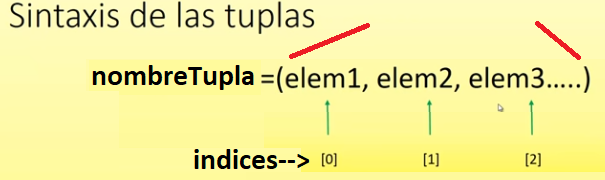 Sintaxis de las tuplas
nombreTupla =(elem1, elem2, elem3.....)
indices--> [0] [1] [2]